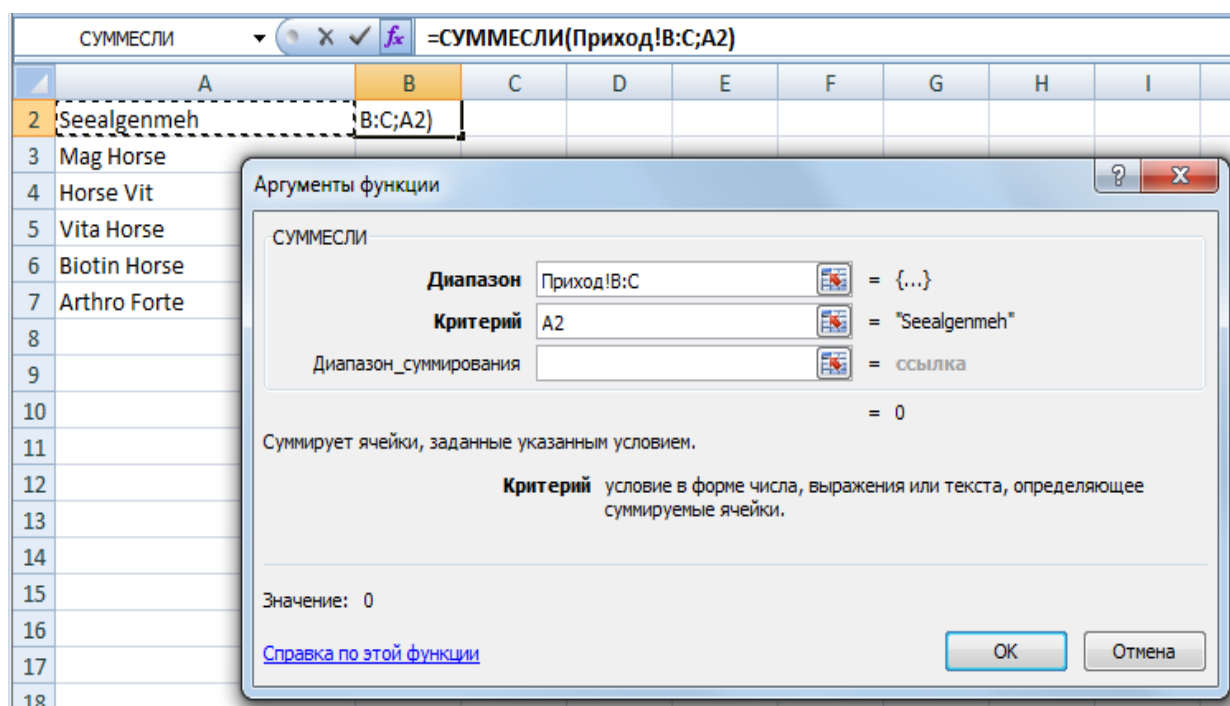 СУММЕСЛИ fx =СУММЕСЛИ(Приход!B:C;A2)
A B C D E F G H I
2 Seealgenmeh B:C;A2)
3 Mag Horse
4 Horse Vit
5 Vita Horse
6 Biotin Horse
7 Arthro Forte
8
9
10
11
12
13
14
15
16
17
18
Аргументы функции ? X
СУММЕСЛИ
Диапазон Приход!B:C = {...}
Критерий A2 = "Seealgenmeh"
Диапазон_суммирования = ссылка
= 0
Суммирует ячейки, заданные указанным условием.
Критерий условие в форме числа, выражения или текста, определяющее
суммируемые ячейки.
Значение: 0
Справка по этой функции ОК Отмена